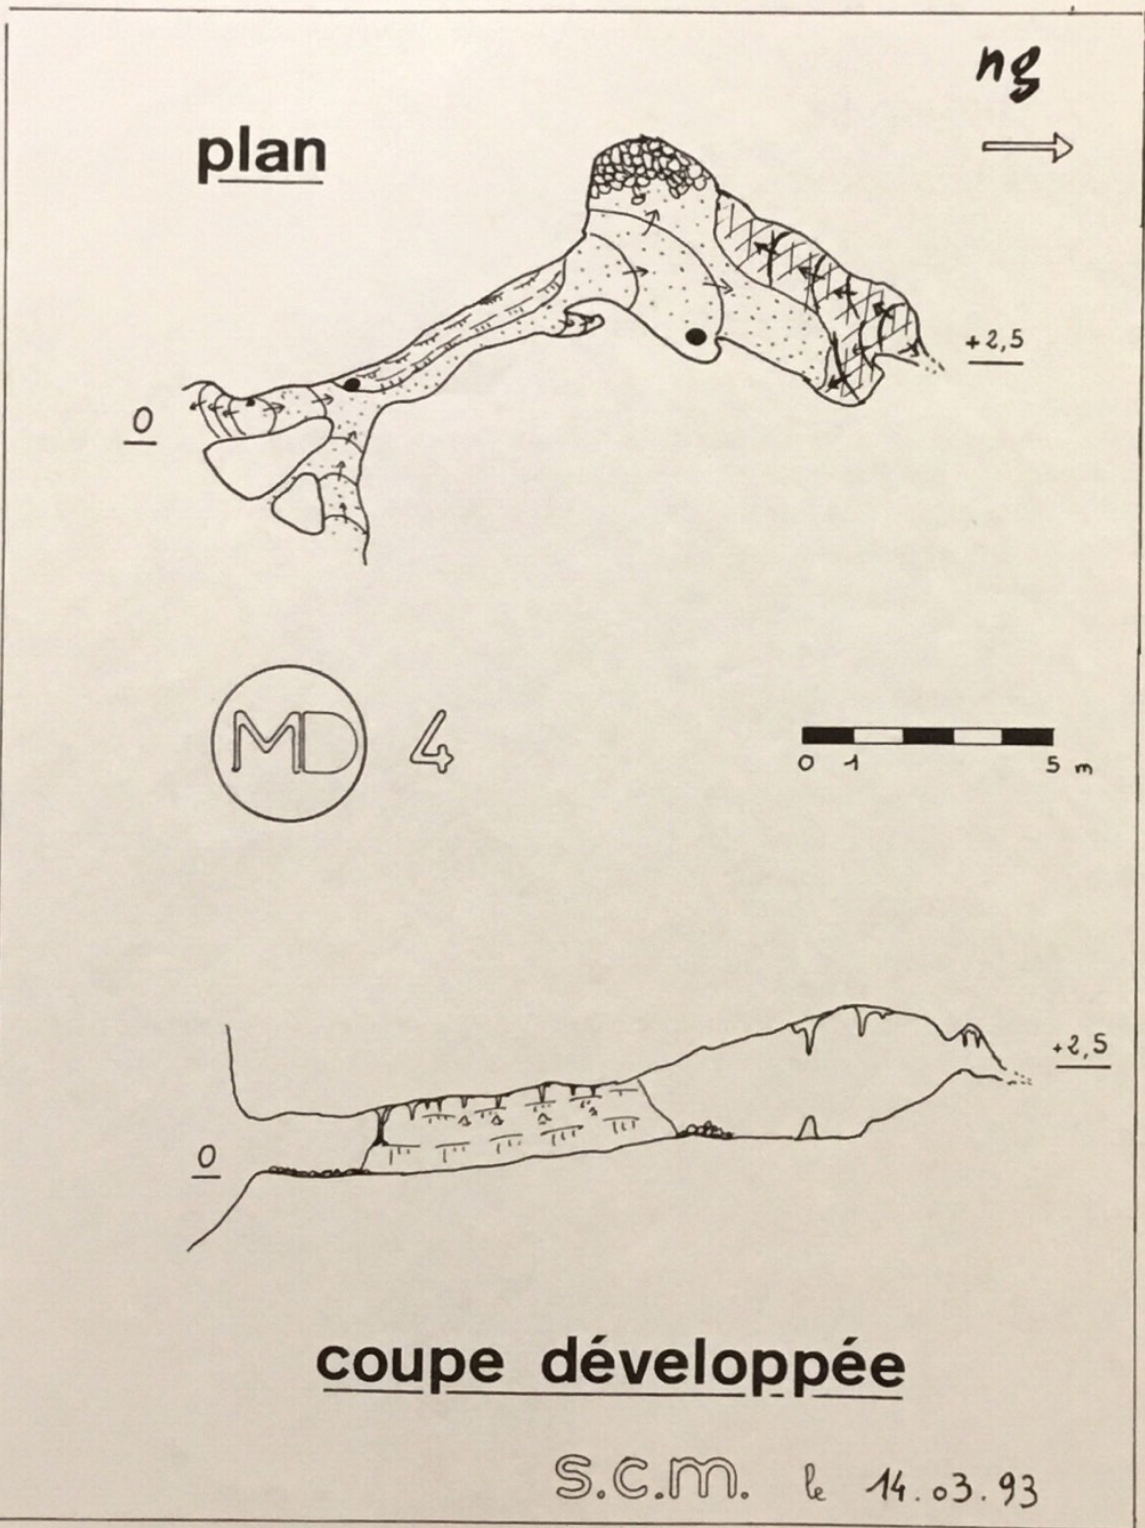 ng
plan
+2,5
0
MD 4
0 1 5 m
+2,5
0
coupe développée
s.c.m. le 14.03.93